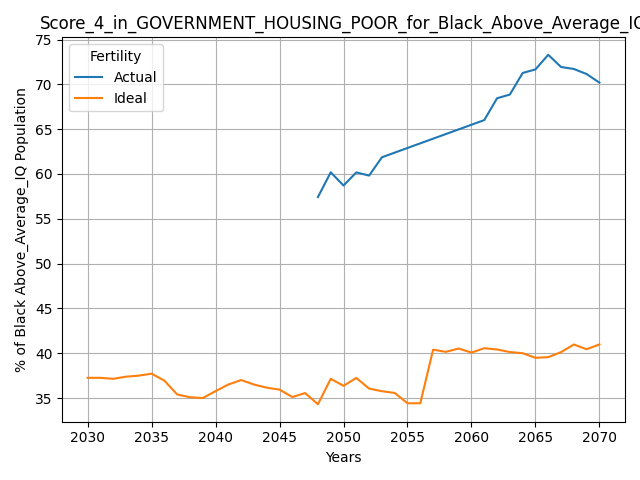 Score_4_in_GOVERNMENT_HOUSING_POOR_for_Black_Above_Average_IQ
Fertility
Actual
Ideal
% of Black Above_Average_IQ Population
75
70
65
60
55
50
45
40
35
2030 2035 2040 2045 2050 2055 2060 2065 2070
Years